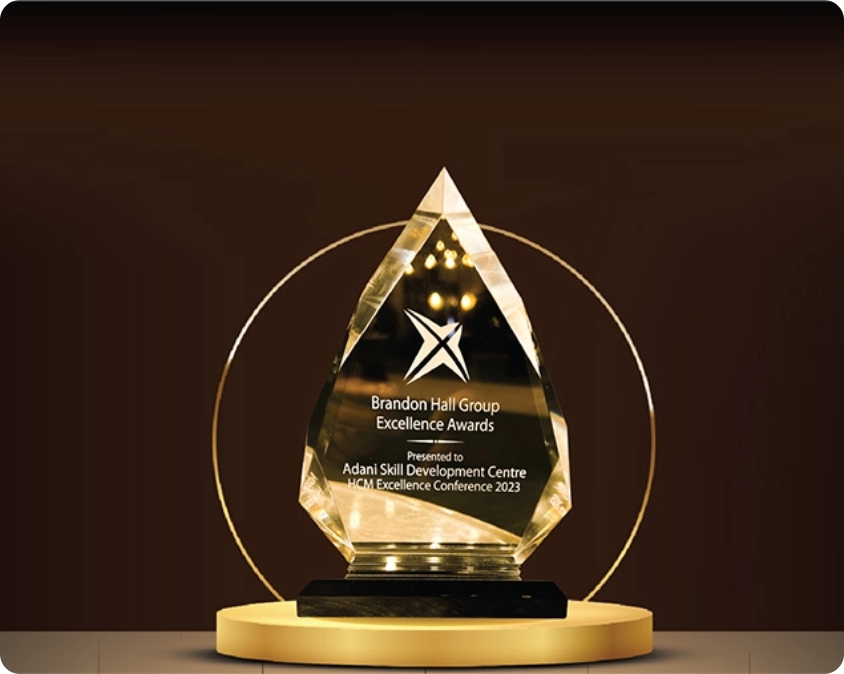 Brandon Hall Group
Excellence Awards
Presented to
Adani Skill Development Centre
HCM Excellence Conference 2023